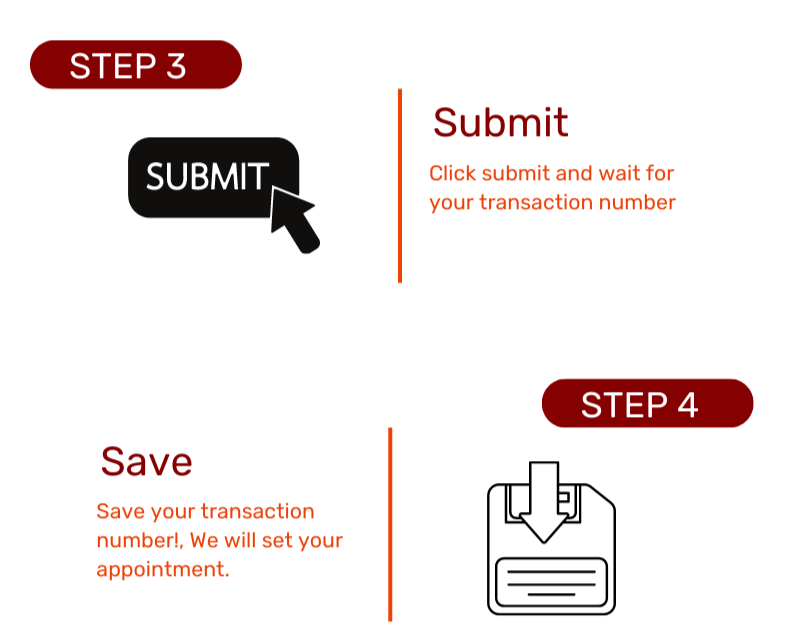 STEP 3
SUBMIT
Submit
Click submit and wait for
your transaction number
STEP 4
Save
Save your transaction
number!, We will set your
appointment.